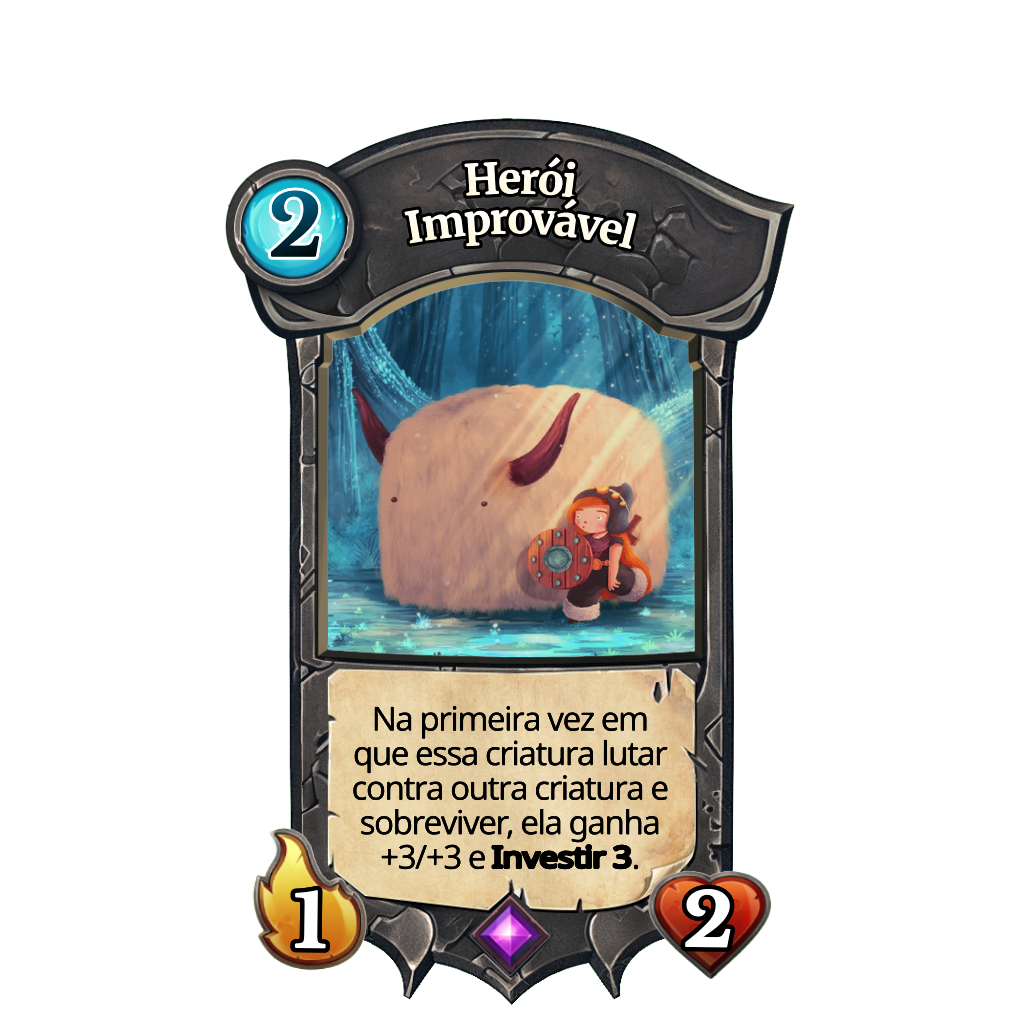 2
Herói
Improvável
Na primeira vez em
que essa criatura lutar
contra outra criatura e
sobreviver, ela ganha
+3/+3 e Investir 3.
1
2